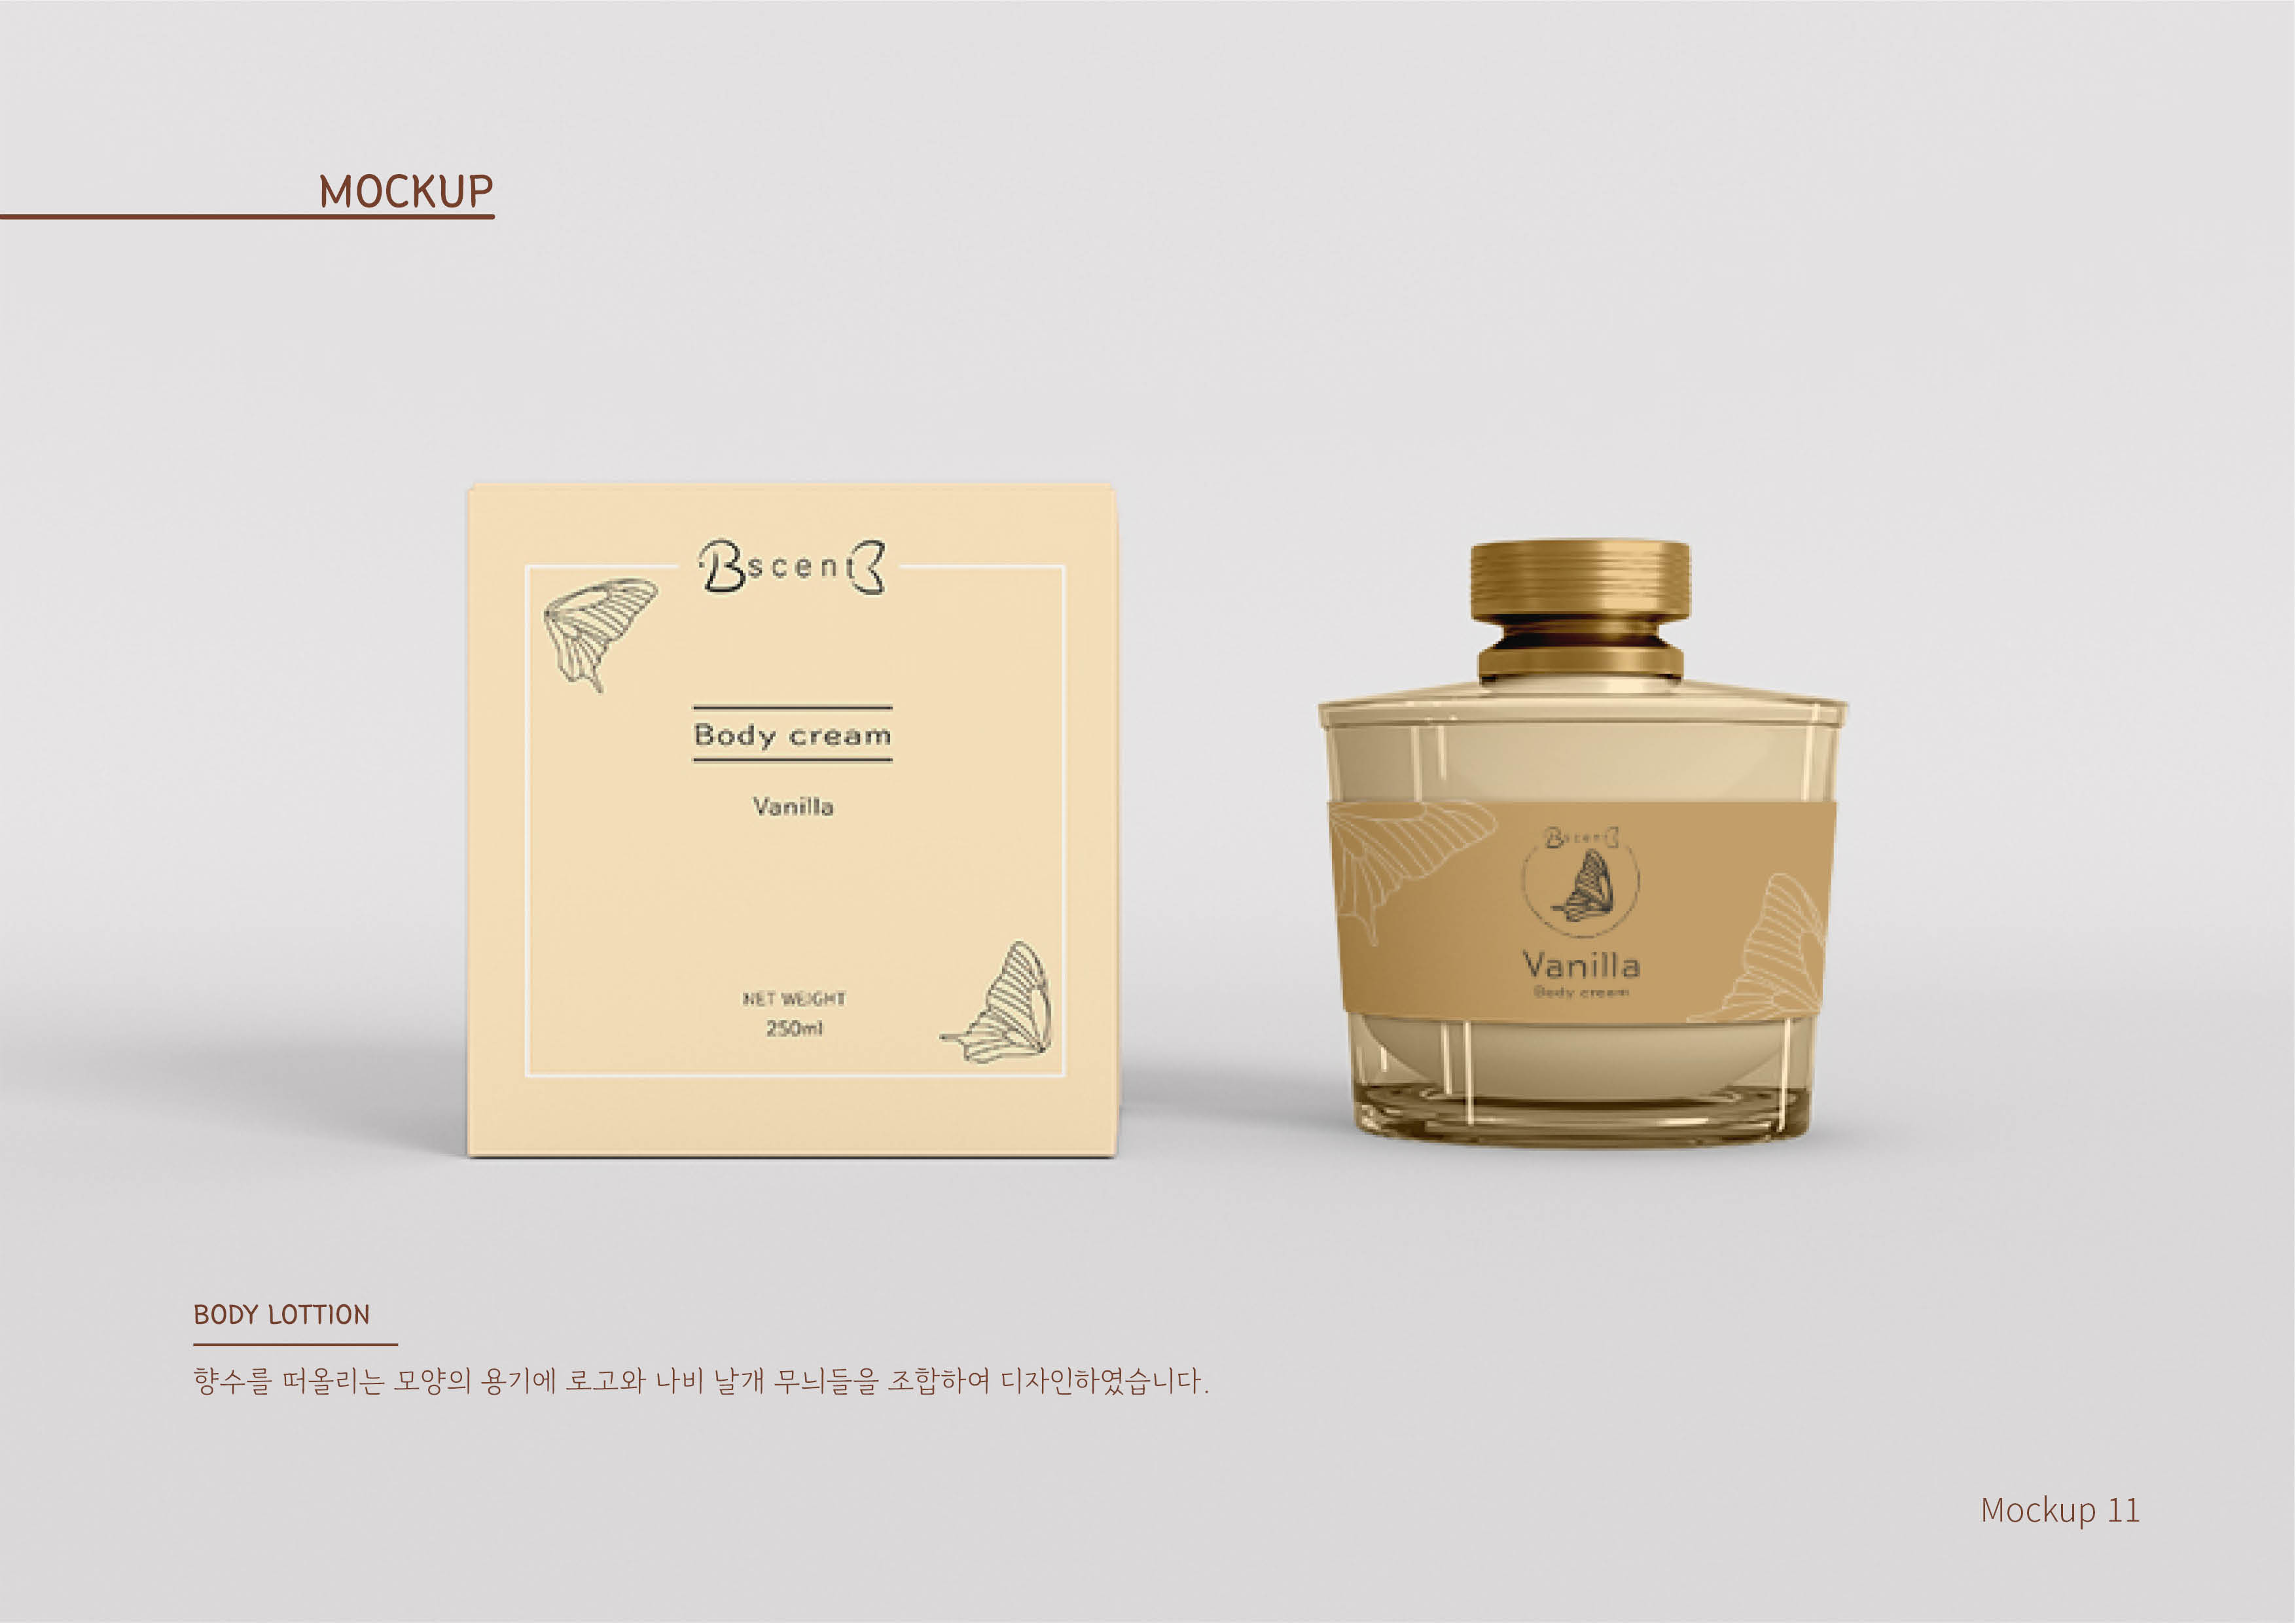 MOCKUP
Bscent
Body cream
Vanilla
NET WEIGHT
250ml
Bscent
Vanilla
Body cream
BODY LOTTION
향수를 떠올리는 모양의 용기에 로고와 나비 날개 무늬들을 조합하여 디자인하였습니다.
Mockup 11